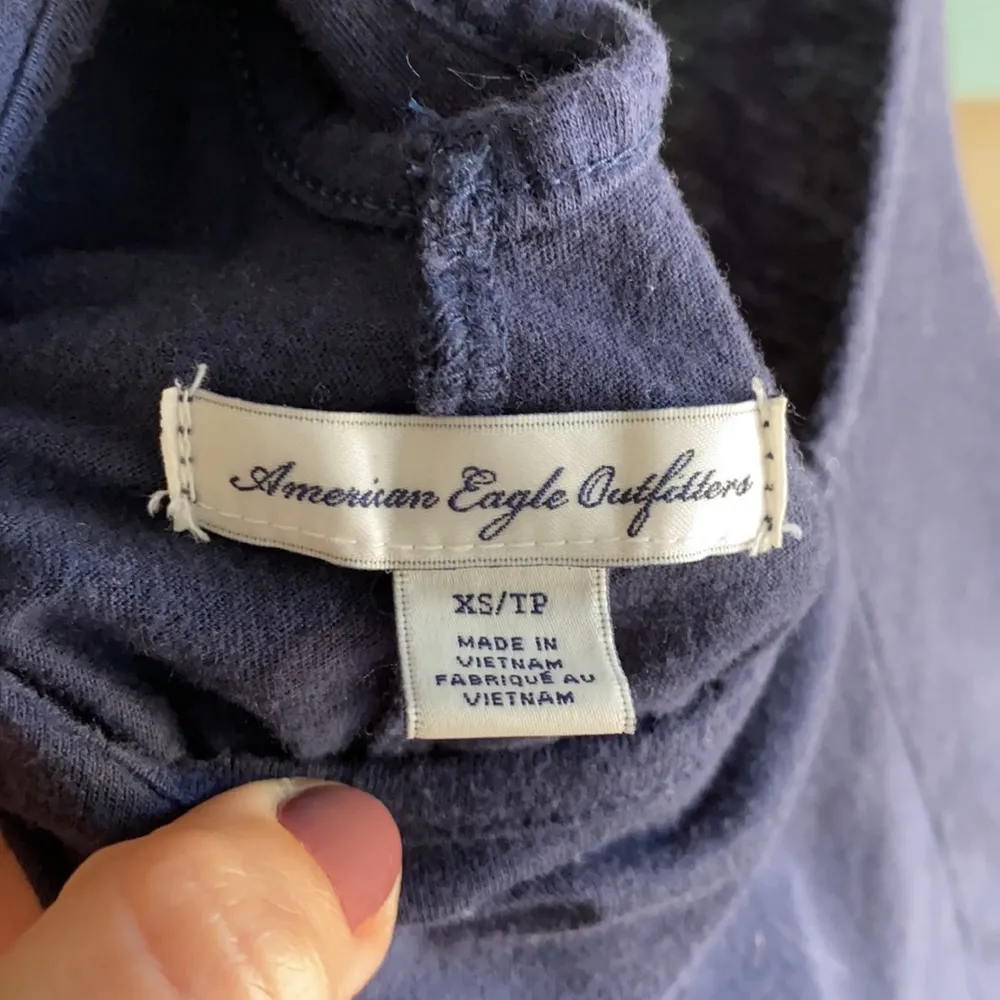 American Eagle Outfitters
XS/TP
MADE IN
VIETNAM
FABRIQUÉ AU
VIETNAM